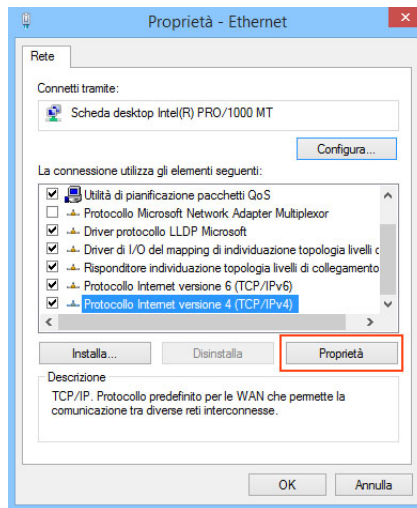 Proprietà - Ethernet
Rete
Connetti tramite:
Scheda desktop Intel(R) PRO/1000 MT
Configura...
La connessione utilizza gli elementi seguenti:
Utilità di pianificazione pacchetti QoS
Protocollo Microsoft Network Adapter Multiplexor
Driver protocollo LLDP Microsoft
Driver di I/O del mapping di individuazione topologia livelli c
Risponditore individuazione topologia livelli di collegamento
Protocollo Internet versione 6 (TCP/IPv6)
Protocollo Internet versione 4 (TCP/IPv4)
Installa...
Disinstalla
Proprietà
Descrizione
TCP/IP. Protocollo predefinito per le WAN che permette la
comunicazione tra diverse reti interconnesse.
OK
Annulla